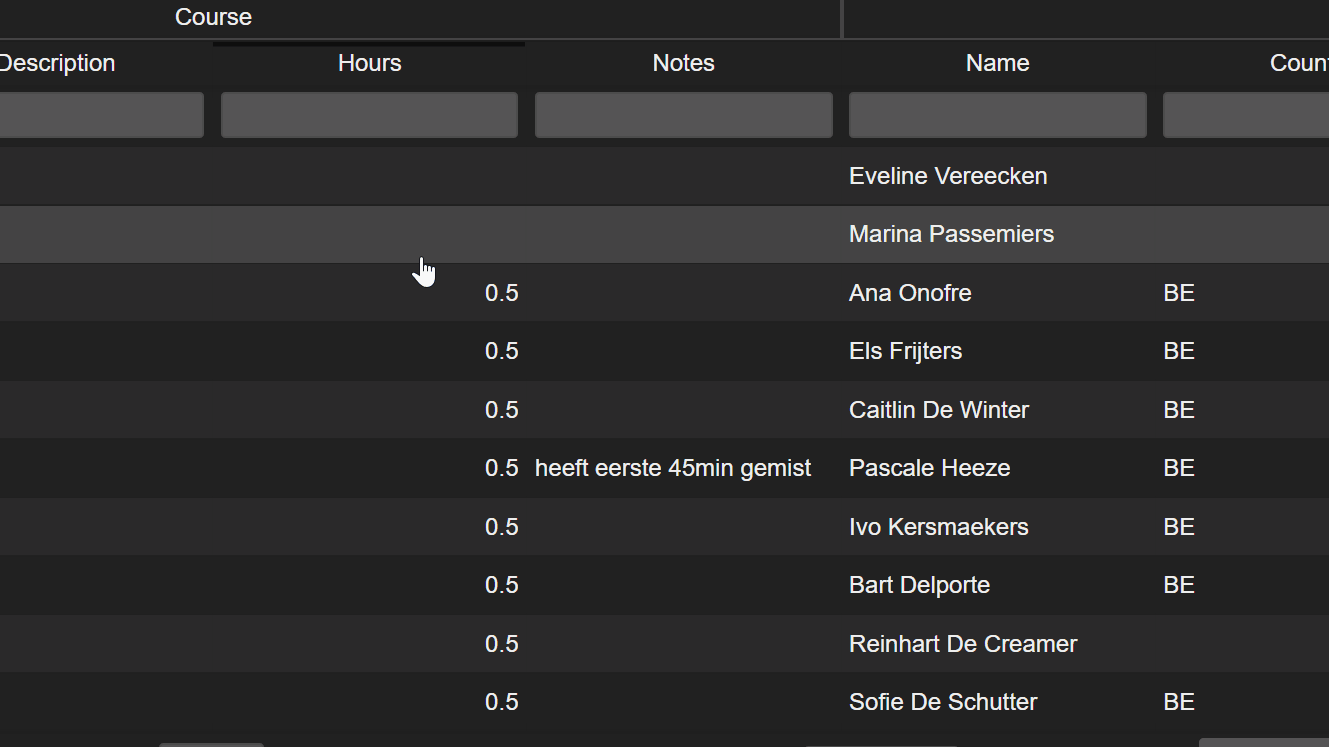 Course
Description Hours Notes Name
Eveline Vereecken
Marina Passemiers
0.5 Ana Onofre BE
0.5 Els Frijters BE
0.5 Caitlin De Winter BE
0.5 heeft eerste 45min gemist Pascale Heeze BE
0.5 Ivo Kersmaekers BE
0.5 Bart Delporte BE
0.5 Reinhart De Creamer
0.5 Sofie De Schutter BE